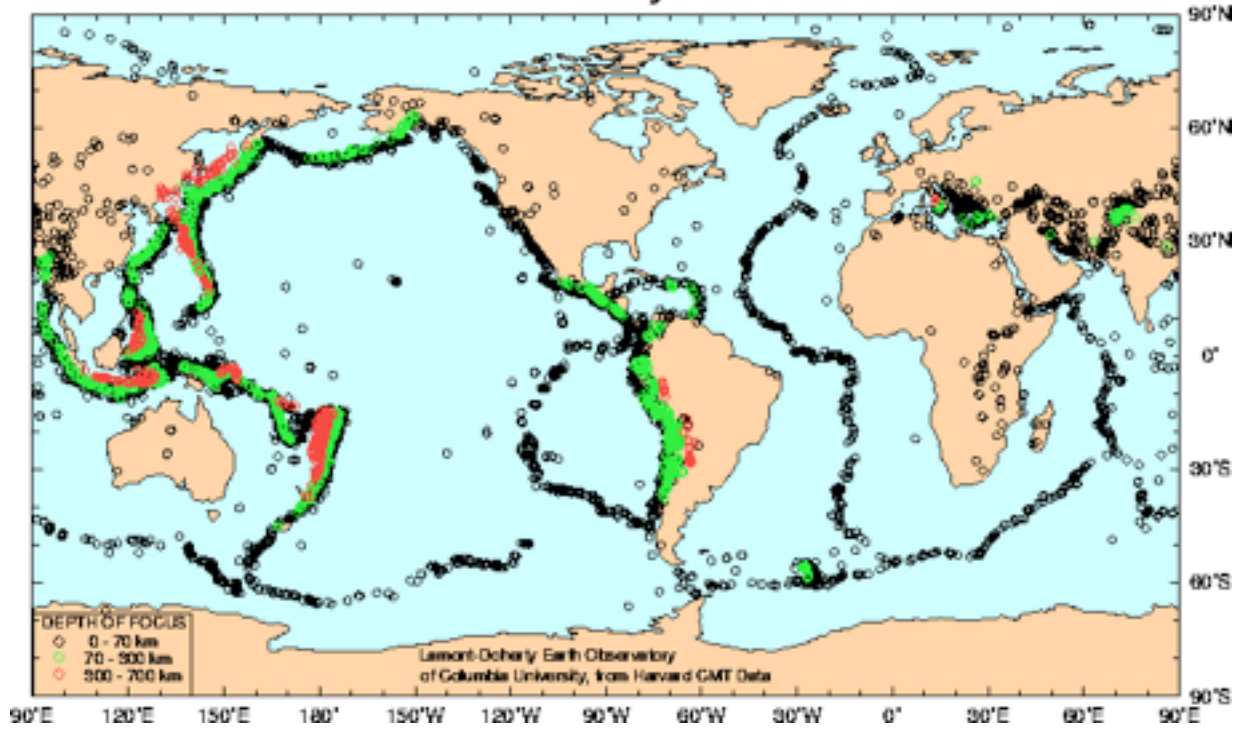 90°N
60°N
30°N
0°
30°S
60°S
90°S
DEPTH OF FOCUS
0 - 70 km
70 - 300 km
300 - 700 km
Lamont-Doherty Earth Observatory
of Columbia University, from Harvard CMT Data
90°E 120°E 150°E 180° 150°W 120°W 90°W 60°W 30°W 0° 30°E 60°E 90°E